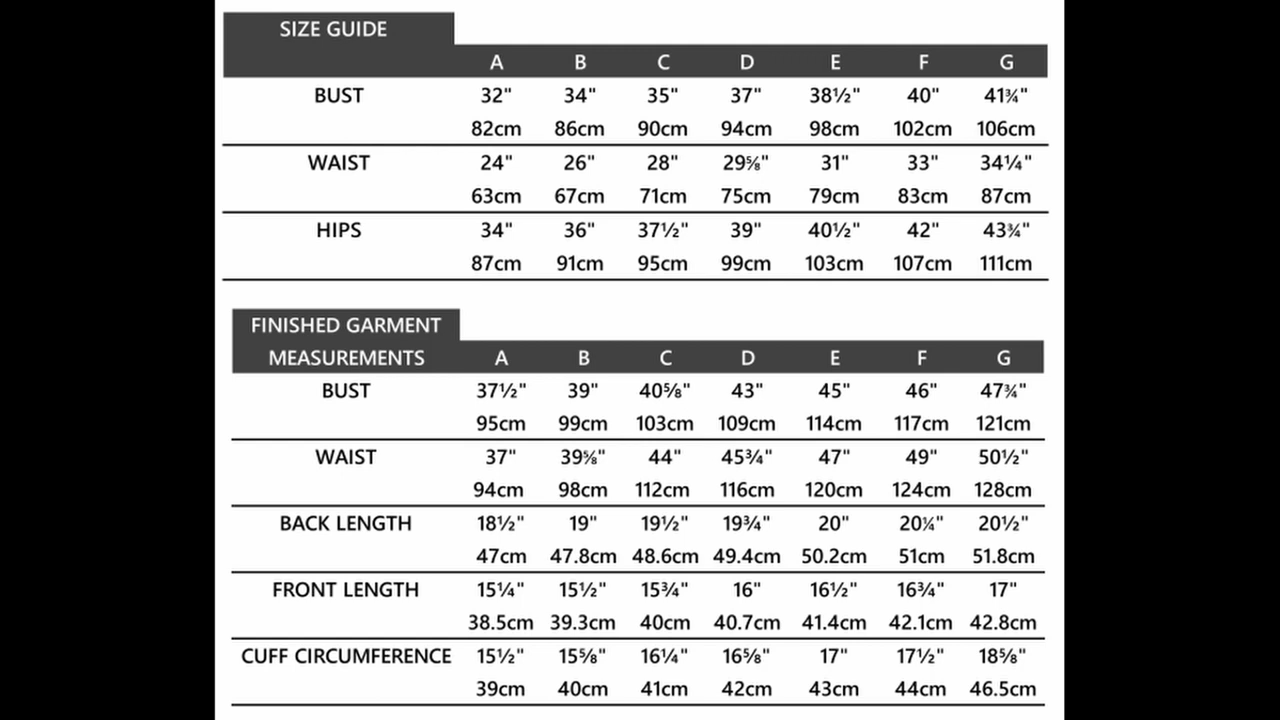 SIZE GUIDE
A B C D E F G
BUST 32" 34" 35" 37" 38½" 40" 41¾"
82cm 86cm 90cm 94cm 98cm 102cm 106cm
WAIST 24" 26" 28" 29⅝" 31" 33" 34¼"
63cm 67cm 71cm 75cm 79cm 83cm 87cm
HIPS 34" 36" 37½" 39" 40½" 42" 43¾"
87cm 91cm 95cm 99cm 103cm 107cm 111cm
FINISHED GARMENT
MEASUREMENTS A B C D E F G
BUST 37½" 39" 40⅝" 43" 45" 46" 47¾"
95cm 99cm 103cm 109cm 114cm 117cm 121cm
WAIST 37" 39⅝" 44" 45¾" 47" 49" 50½"
94cm 98cm 112cm 116cm 120cm 124cm 128cm
BACK LENGTH 18½" 19" 19½" 19¾" 20" 20¼" 20½"
47cm 47.8cm 48.6cm 49.4cm 50.2cm 51cm 51.8cm
FRONT LENGTH 15¼" 15½" 15¾" 16" 16½" 16¾" 17"
38.5cm 39.3cm 40cm 40.7cm 41.4cm 42.1cm 42.8cm
CUFF CIRCUMFERENCE 15½" 15⅝" 16¼" 16⅝" 17" 17½" 18⅝"
39cm 40cm 41cm 42cm 43cm 44cm 46.5cm